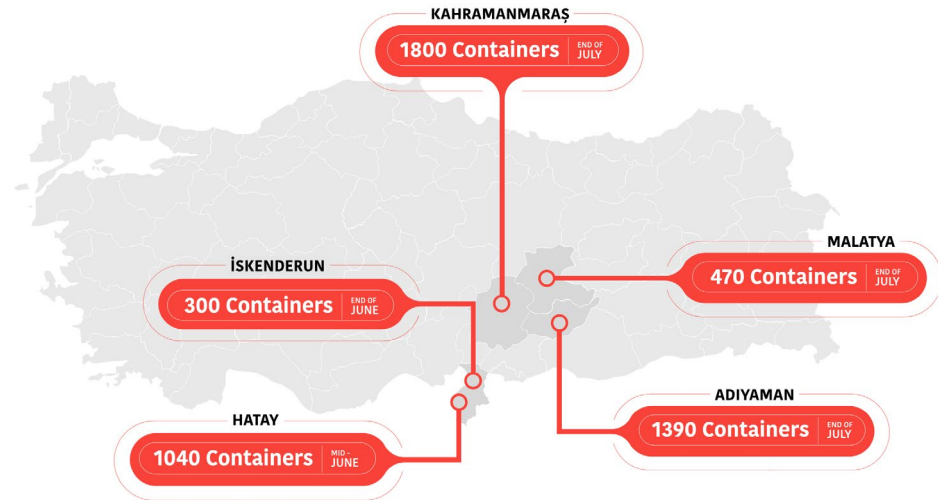 KAHRAMANMARAŞ
1800 Containers
END OF
JULY
MALATYA
470 Containers
END OF
JULY
İSKENDERUN
300 Containers
END OF
JUNE
ADIYAMAN
1390 Containers
END OF
JULY
HATAY
1040 Containers
MID -
JUNE